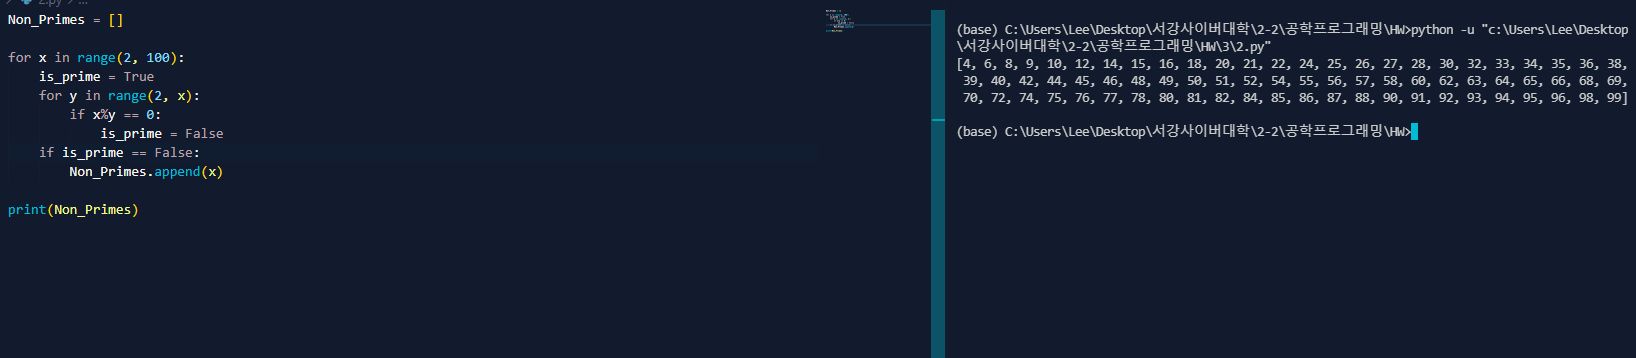 2.py > ...
Non_Primes = []
for x in range(2, 100):
    is_prime = True
    for y in range(2, x):
        if x%y == 0:
            is_prime = False
    if is_prime == False:
        Non_Primes.append(x)
print(Non_Primes)
(base) C:\Users\Lee\Desktop\서강사이버대학\2-2\공학프로그래밍\HW>python -u "c:\Users\Lee\Desktop
\서강사이버대학\2-2\공학프로그래밍\HW\3\2.py"
[4, 6, 8, 9, 10, 12, 14, 15, 16, 18, 20, 21, 22, 24, 25, 26, 27, 28, 30, 32, 33, 34, 35, 36, 38,
39, 40, 42, 44, 45, 46, 48, 49, 50, 51, 52, 54, 55, 56, 57, 58, 60, 62, 63, 64, 65, 66, 68, 69,
70, 72, 74, 75, 76, 77, 78, 80, 81, 82, 84, 85, 86, 87, 88, 90, 91, 92, 93, 94, 95, 96, 98, 99]
(base) C:\Users\Lee\Desktop\서강사이버대학\2-2\공학프로그래밍\HW>